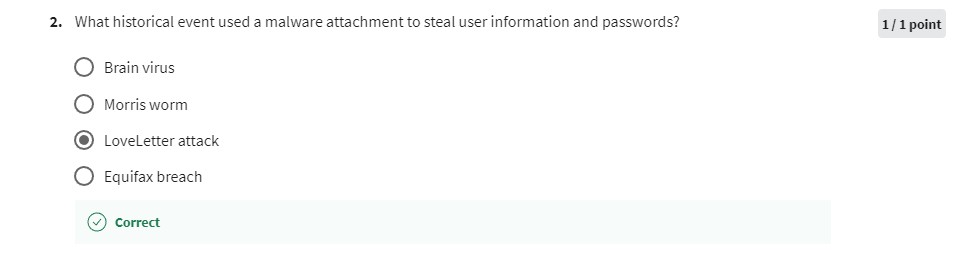 2. What historical event used a malware attachment to steal user information and passwords?
1 / 1 point
Brain virus
Morris worm
LoveLetter attack
Equifax breach
Correct